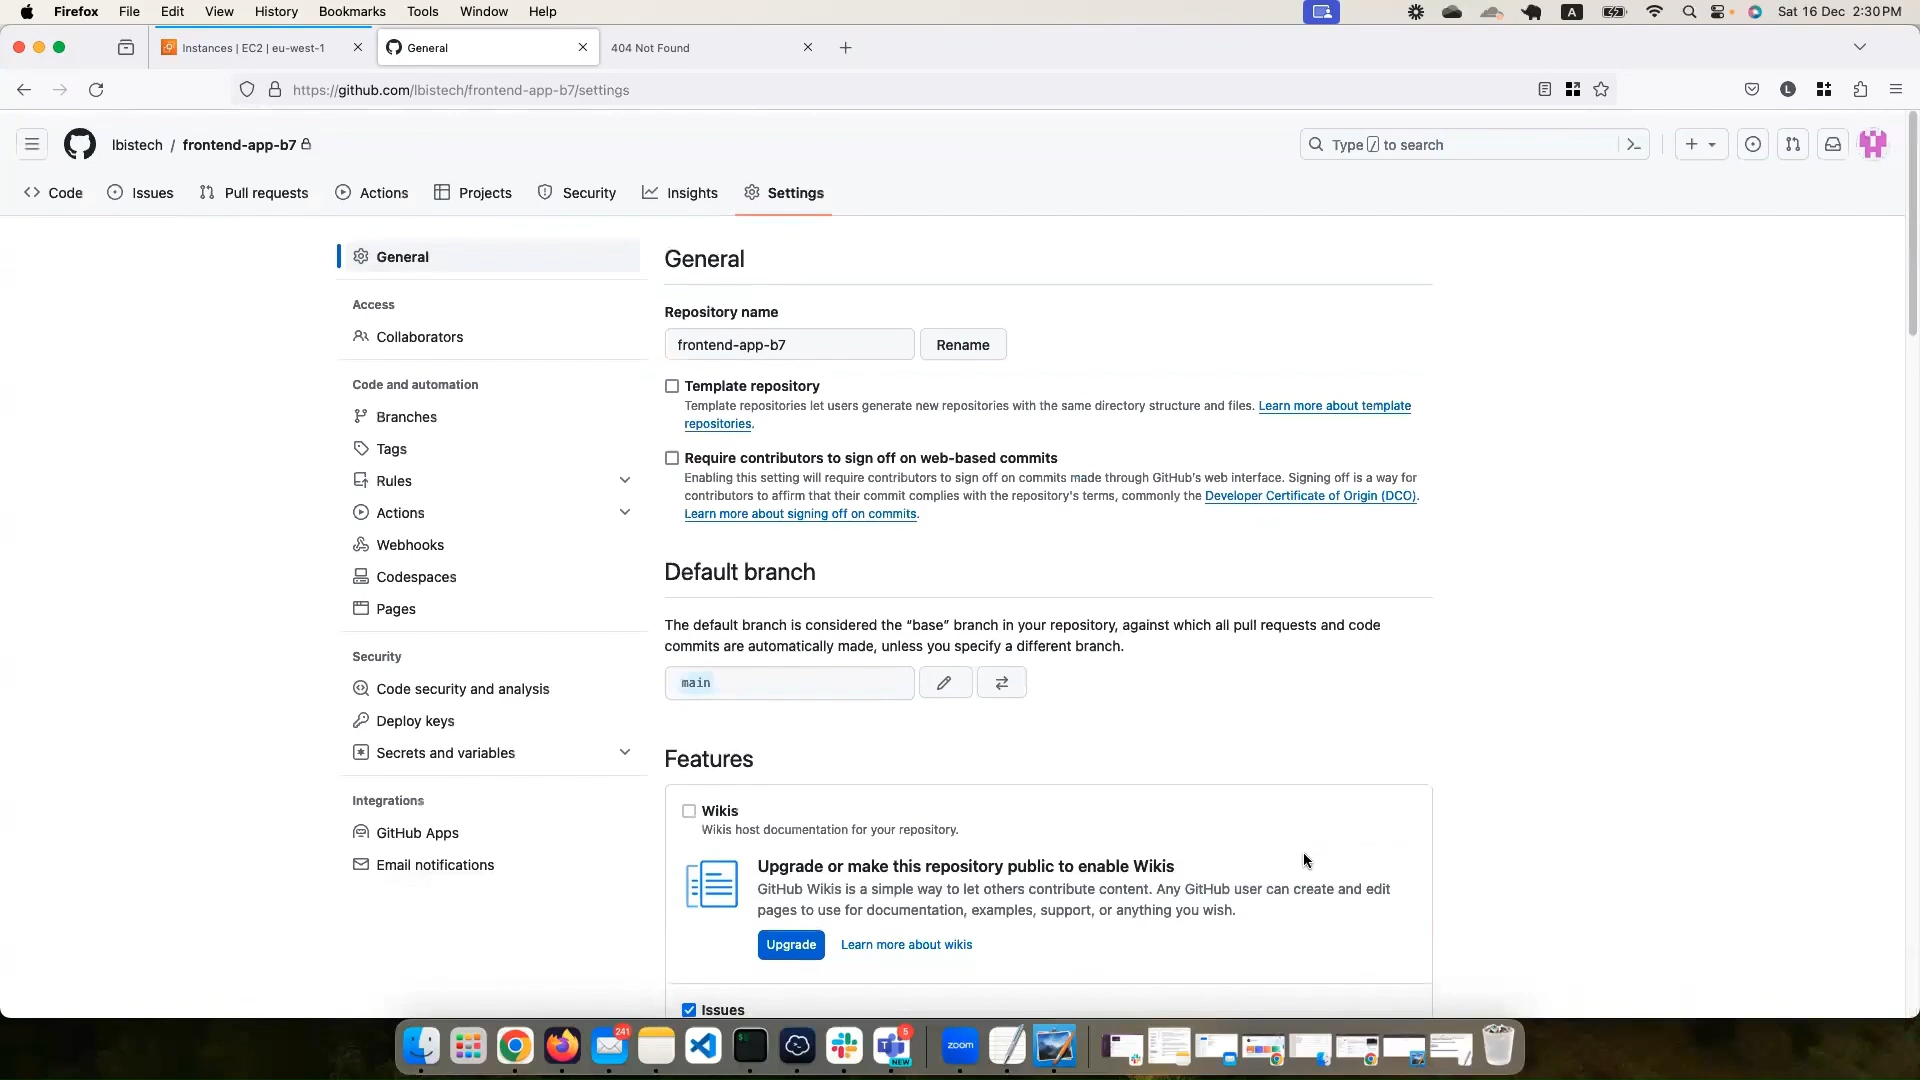 Firefox File Edit View History Bookmarks Tools Window Help
A
Sat 16 Dec 2:30PM
Instances | EC2 | eu-west-1
General
404 Not Found
https://github.com/lbistech/frontend-app-b7/settings
L
lbistech / frontend-app-b7
Type / to search
Code
Issues
Pull requests
Actions
Projects
Security
Insights
Settings
General
Access
Collaborators
Code and automation
Branches
Tags
Rules
Actions
Webhooks
Codespaces
Pages
Security
Code security and analysis
Deploy keys
Secrets and variables
Integrations
GitHub Apps
Email notifications
General
Repository name
frontend-app-b7
Rename
Template repository
Template repositories let users generate new repositories with the same directory structure and files. Learn more about template
repositories.
Require contributors to sign off on web-based commits
Enabling this setting will require contributors to sign off on commits made through GitHub's web interface. Signing off is a way for
contributors to affirm that their commit complies with the repository's terms, commonly the Developer Certificate of Origin (DCO).
Learn more about signing off on commits.
Default branch
The default branch is considered the “base” branch in your repository, against which all pull requests and code
commits are automatically made, unless you specify a different branch.
main
Features
Wikis
Wikis host documentation for your repository.
Upgrade or make this repository public to enable Wikis
GitHub Wikis is a simple way to let others contribute content. Any GitHub user can create and edit
pages to use for documentation, examples, support, or anything you wish.
Upgrade
Learn more about wikis
Issues
241
5
NEW
zoom